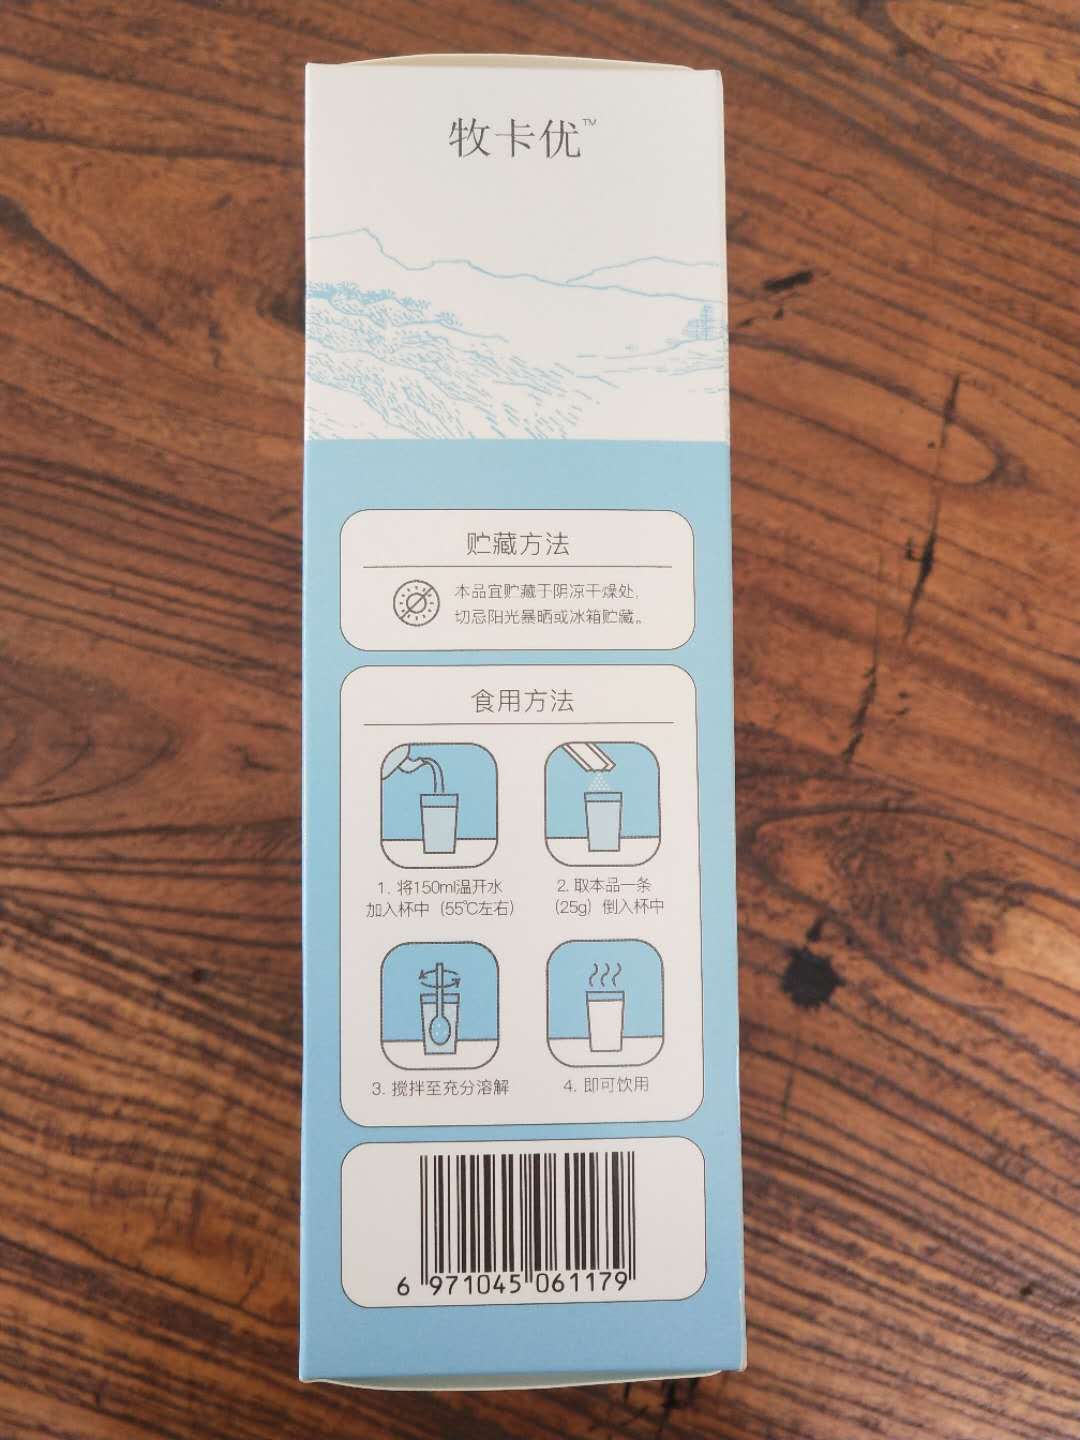 牧卡优™
贮藏方法
本品宜贮藏于阴凉干燥处,
切忌阳光暴晒或冰箱贮藏。
食用方法
1. 将150ml温开水
加入杯中（55℃左右）
2. 取本品一条
（25g）倒入杯中
3. 搅拌至充分溶解
4. 即可饮用
6 971045 061179